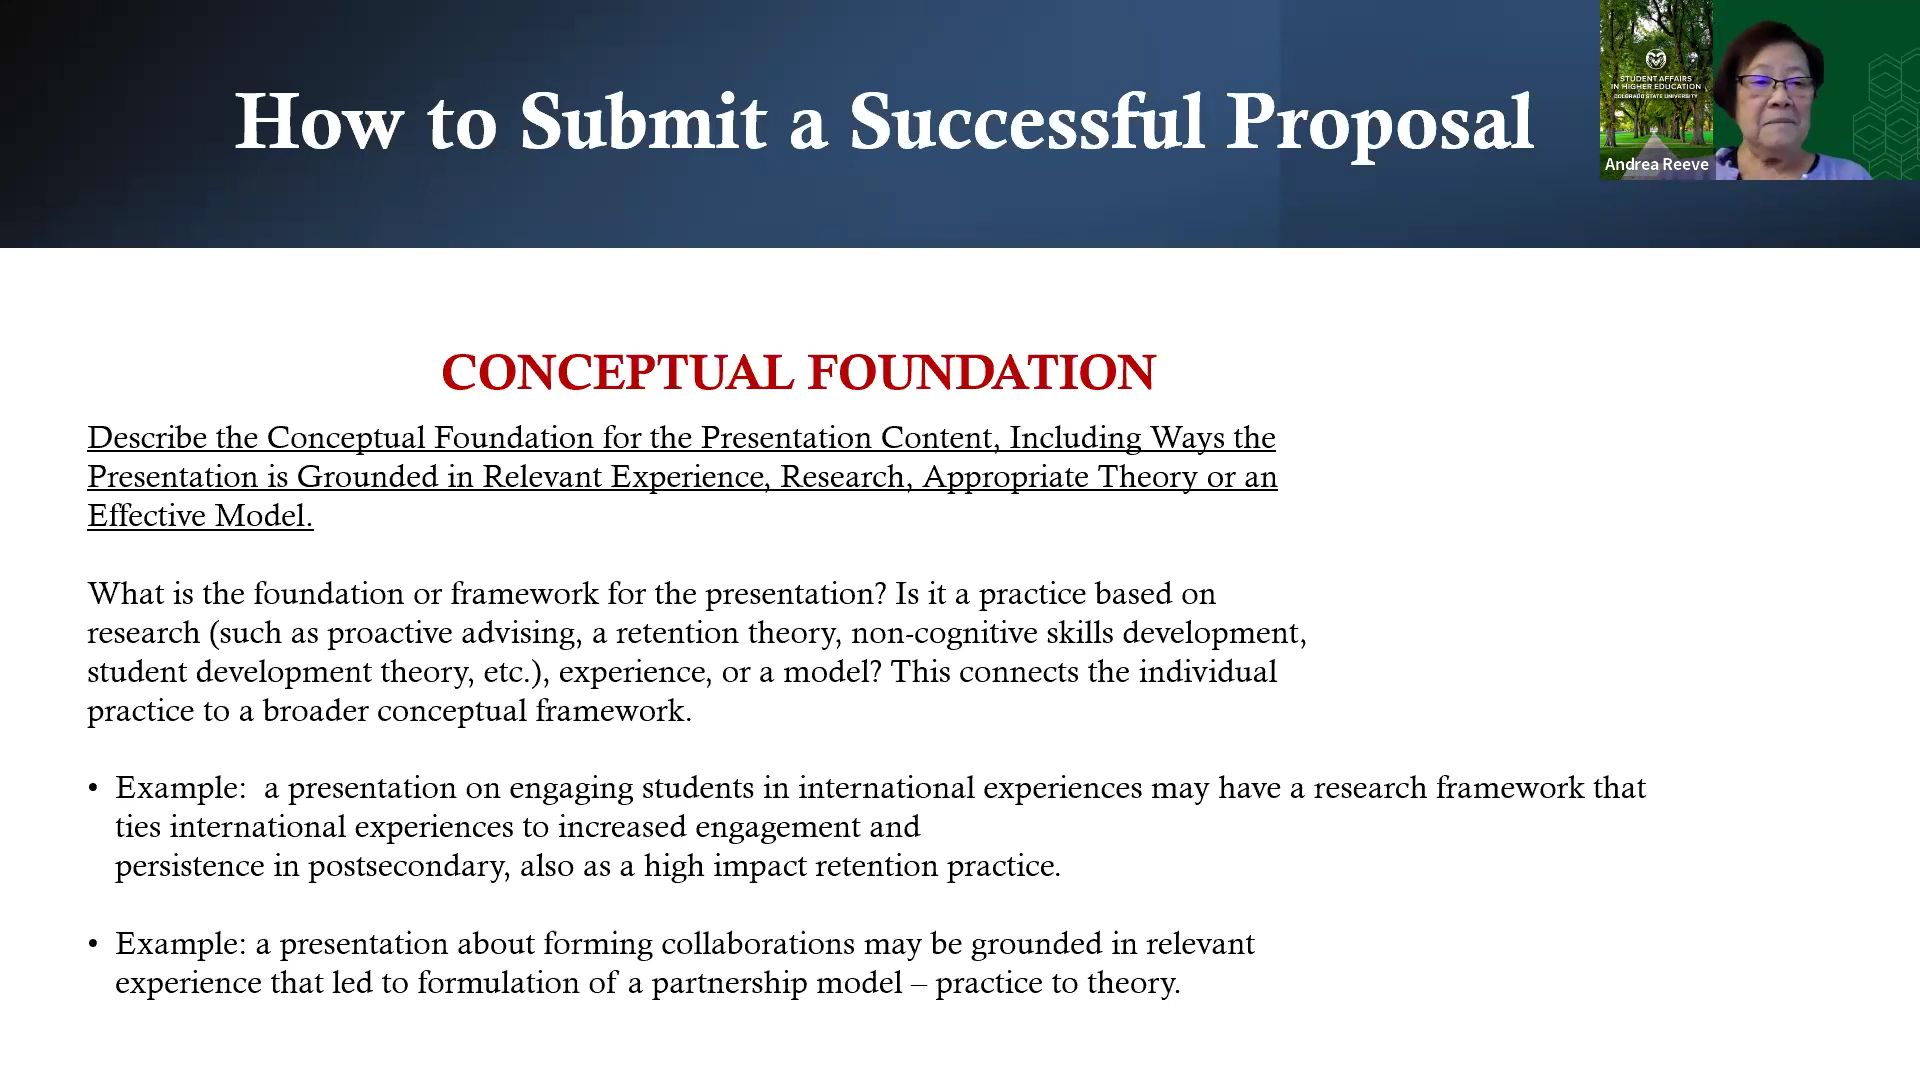 How to Submit a Successful Proposal
STUDENT AFFAIRS
IN HIGHER EDUCATION
COLORADO STATE UNIVERSITY
Andrea Reeve
CONCEPTUAL FOUNDATION
Describe the Conceptual Foundation for the Presentation Content, Including Ways the
Presentation is Grounded in Relevant Experience, Research, Appropriate Theory or an
Effective Model.
What is the foundation or framework for the presentation? Is it a practice based on
research (such as proactive advising, a retention theory, non-cognitive skills development,
student development theory, etc.), experience, or a model? This connects the individual
practice to a broader conceptual framework.
• Example:  a presentation on engaging students in international experiences may have a research framework that
ties international experiences to increased engagement and
persistence in postsecondary, also as a high impact retention practice.
• Example: a presentation about forming collaborations may be grounded in relevant
experience that led to formulation of a partnership model – practice to theory.